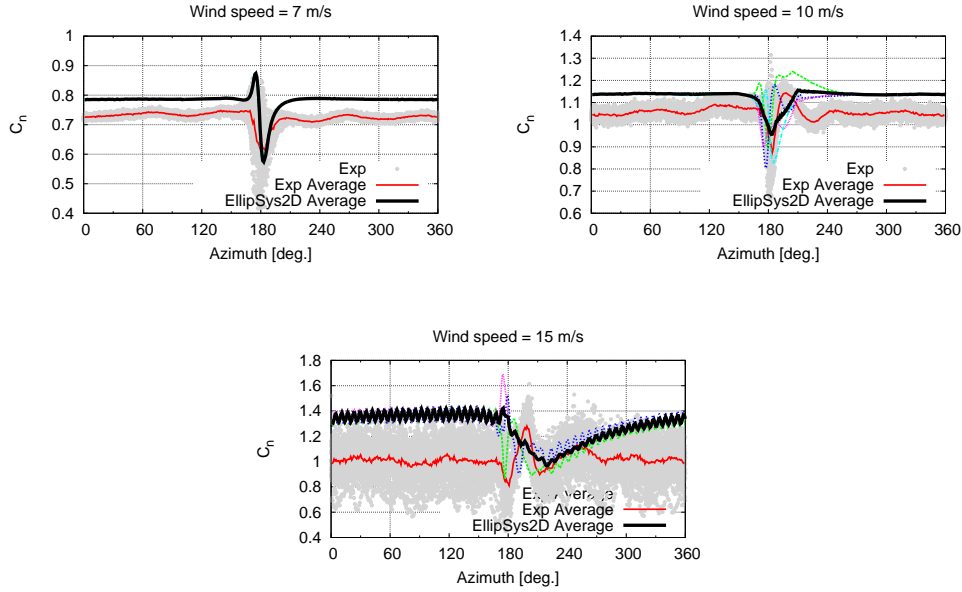 Wind speed = 7 m/s
1
0.9
0.8
0.7
0.6
0.5
0.4
C_n
0 60 120 180 240 300 360
Azimuth [deg.]
Exp
Exp Average
EllipSys2D Average
Wind speed = 10 m/s
1.4
1.3
1.2
1.1
1
0.9
0.8
0.7
0.6
C_n
0 60 120 180 240 300 360
Azimuth [deg.]
Exp
Exp Average
EllipSys2D Average
Wind speed = 15 m/s
1.8
1.6
1.4
1.2
1
0.8
0.6
0.4
C_n
0 60 120 180 240 300 360
Azimuth [deg.]
Exp Average
Exp Average
EllipSys2D Average